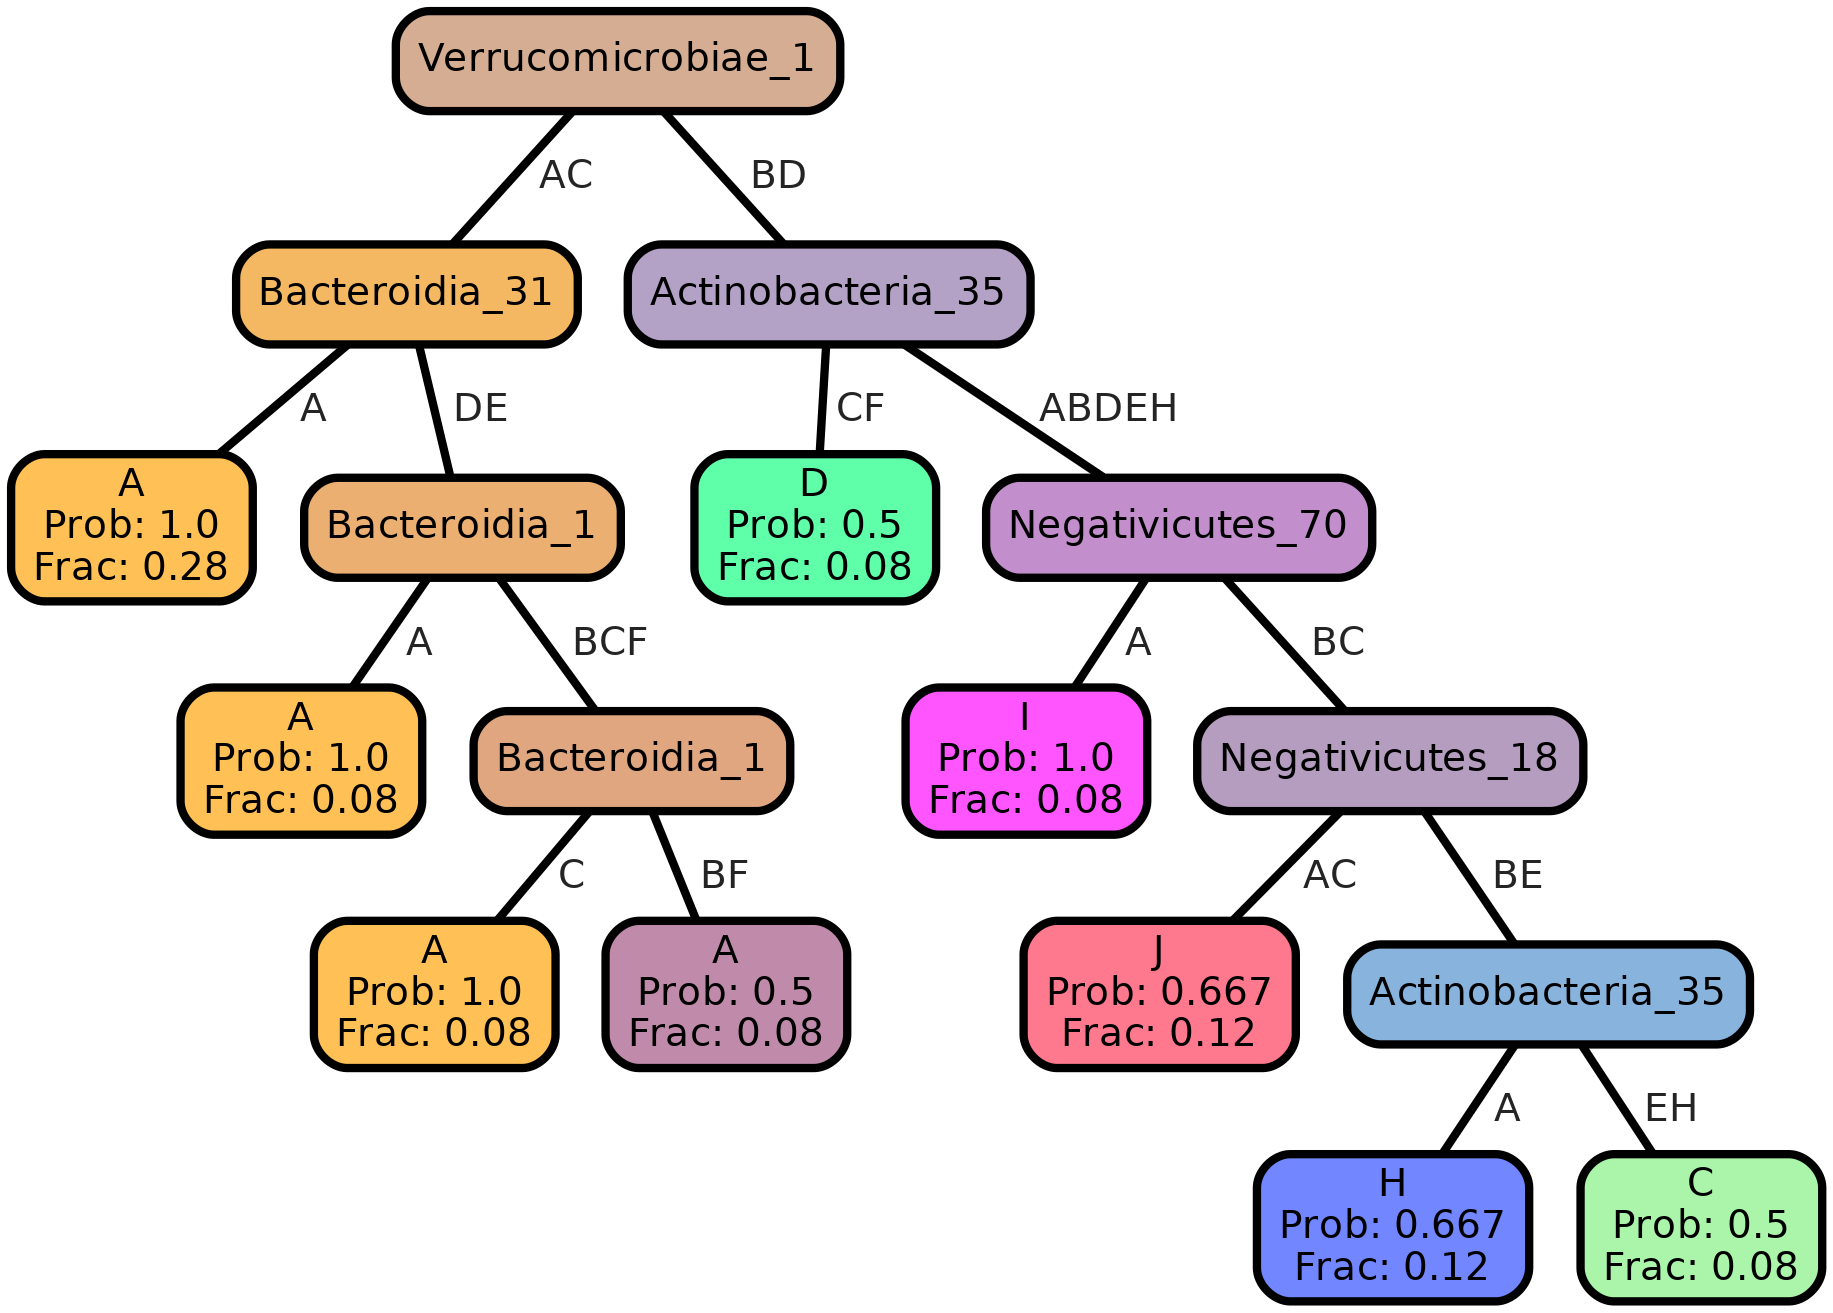 Verrucomicrobiae_1
AC
BD
Bacteroidia_31
Actinobacteria_35
A
DE
CF
ABDEH
A
Prob: 1.0
Frac: 0.28
Bacteroidia_1
D
Prob: 0.5
Frac: 0.08
Negativicutes_70
A
BCF
A
BC
A
Prob: 1.0
Frac: 0.08
Bacteroidia_1
I
Prob: 1.0
Frac: 0.08
Negativicutes_18
C
BF
AC
BE
A
Prob: 1.0
Frac: 0.08
A
Prob: 0.5
Frac: 0.08
J
Prob: 0.667
Frac: 0.12
Actinobacteria_35
A
EH
H
Prob: 0.667
Frac: 0.12
C
Prob: 0.5
Frac: 0.08